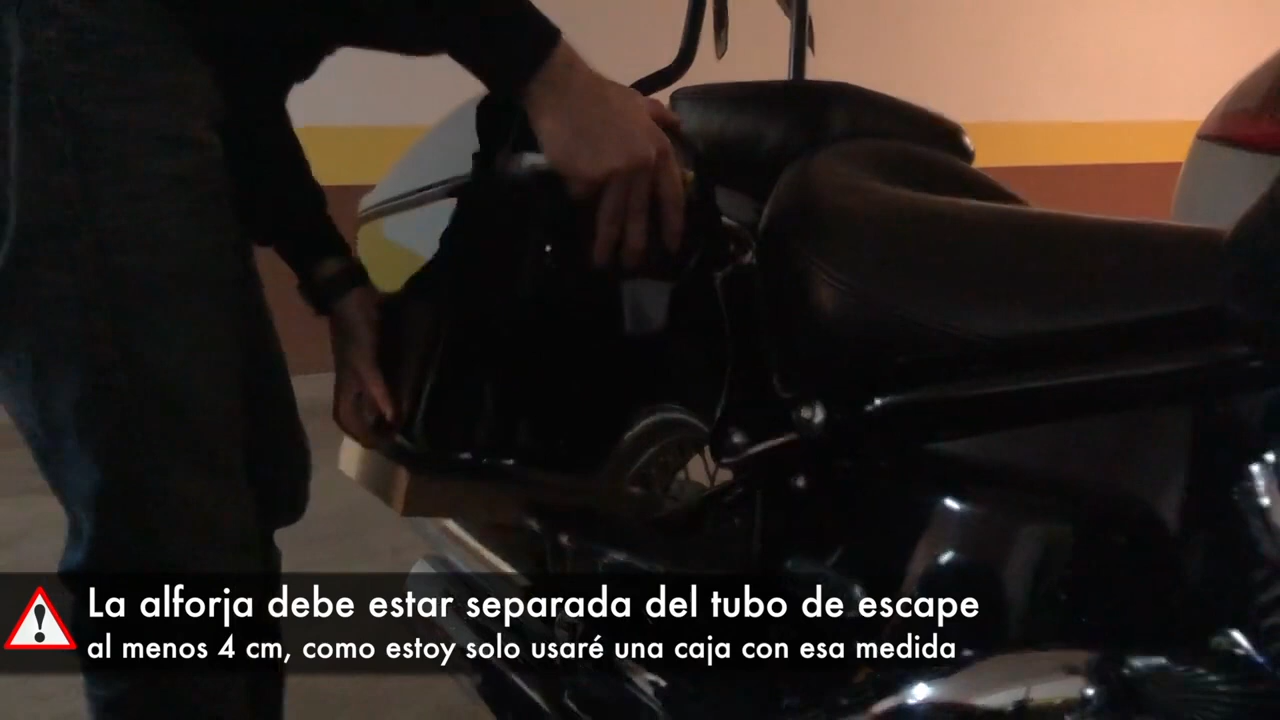 La alforja debe estar separada del tubo de escape
al menos 4 cm, como estoy solo usaré una caja con esa medida